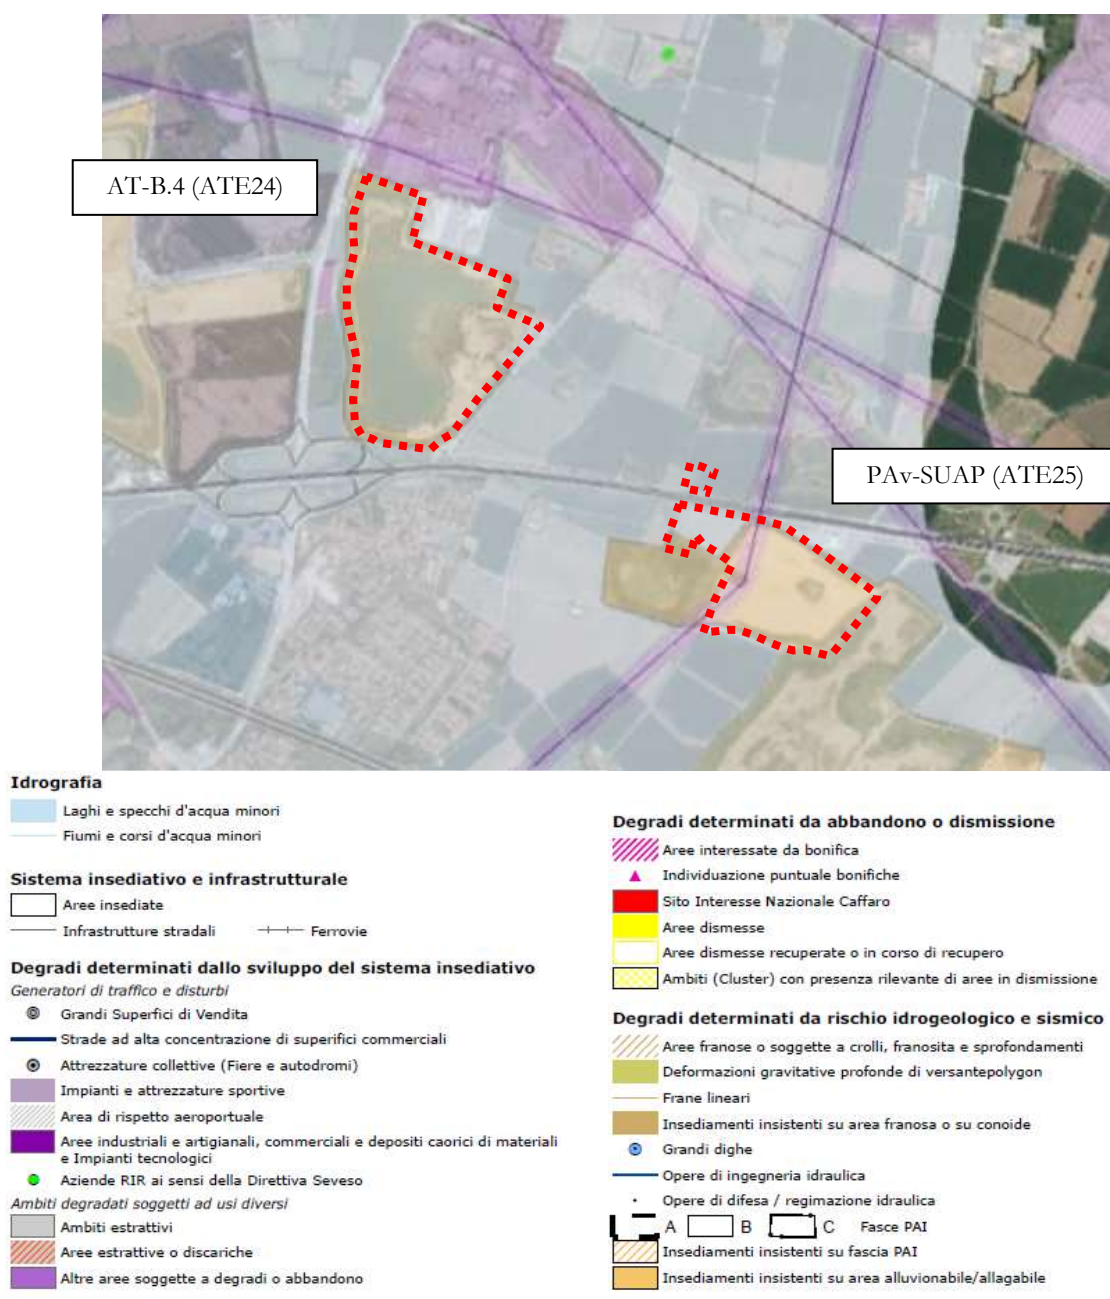 AT-B.4 (ATE24)
PAv-SUAP (ATE25)
Idrografia
Laghi e specchi d'acqua minori
Fiumi e corsi d'acqua minori
Sistema insediativo e infrastrutturale
Aree insediate
Infrastrutture stradali
Ferrovie
Degradi determinati dallo sviluppo del sistema insediativo
Generatori di traffico e disturbi
Grandi Superfici di Vendita
Strade ad alta concentrazione di superifici commerciali
Attrezzature collettive (Fiere e autodromi)
Impianti e attrezzature sportive
Area di rispetto aeroportuale
Aree industriali e artigianali, commerciali e depositi caorici di materiali
e Impianti tecnologici
Aziende RIR ai sensi della Direttiva Seveso
Ambiti degradati soggetti ad usi diversi
Ambiti estrattivi
Aree estrattive o discariche
Altre aree soggette a degradi o abbandono
Degradi determinati da abbandono o dismissione
Aree interessate da bonifica
Individuazione puntuale bonifiche
Sito Interesse Nazionale Caffaro
Aree dismesse
Aree dismesse recuperate o in corso di recupero
Ambiti (Cluster) con presenza rilevante di aree in dismissione
Degradi determinati da rischio idrogeologico e sismico
Aree franose o soggette a crolli, franosita e sprofondamenti
Deformazioni gravitative profonde di versantepolygon
Frane lineari
Insediamenti insistenti su area franosa o su conoide
Grandi dighe
Opere di ingegneria idraulica
Opere di difesa / regimazione idraulica
A B C Fasce PAI
Insediamenti insistenti su fascia PAI
Insediamenti insistenti su area alluvionabile/allagabile